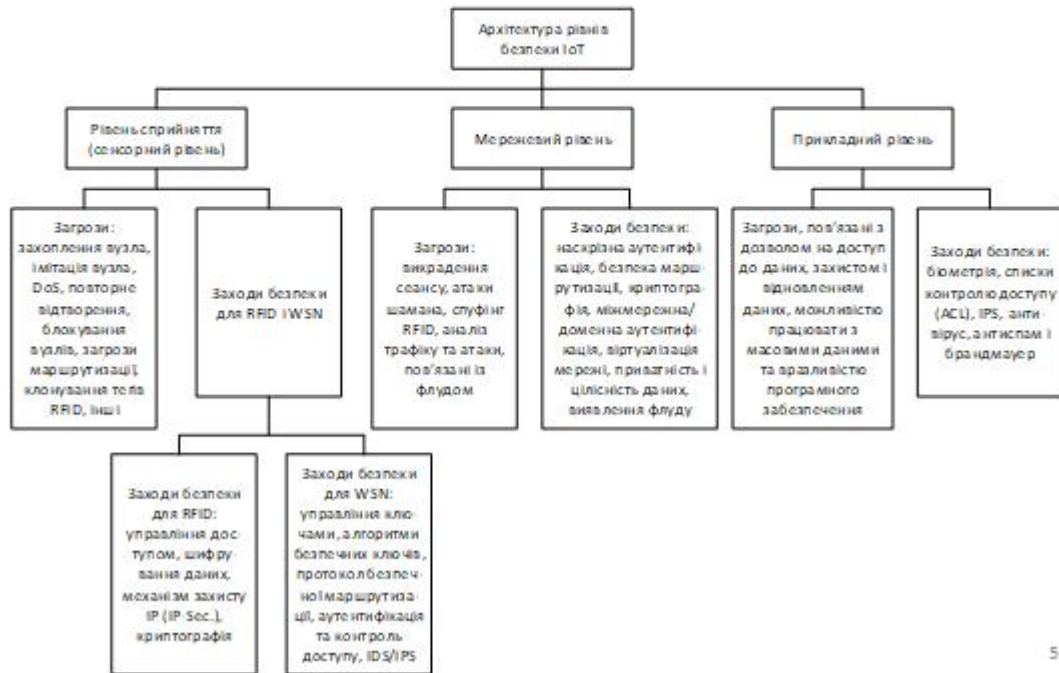 Архітектура рівнів
безпеки IoT
Рівень сприйняття
(сенсорний рівень)
Мережевий рівень
Прикладний рівень
Загрози:
захоплення вузла,
імітація вузла,
DoS, повторне
відтворення,
блокування
вузлів, загрози
маршрутизації,
клонування тегів
RFID, інші
Заходи безпеки
для RFID і WSN
Загрози:
викрадення
сеансу, атаки
шамана, спуфінг
RFID, аналіз
трафіку та атаки,
пов'язані із
флудом
Заходи безпеки:
наскрізна аутентифі-
кація, безпека марш-
рутизації, криптогра-
фія, міжмережна/
доменна аутентифі-
кація, віртуалізація
мережі, приватність і
цілісність даних,
виявлення флуду
Загрози, пов'язані з
дозволом на доступ
до даних, захистом і
відновленням
даних, можливістю
працювати з
масовими даними
та вразливістю
програмного
забезпечення
Заходи безпеки:
біометрія, списки
контролю доступу
(ACL), IPS, анти-
вірус, антиспам і
брандмауер
Заходи безпеки
для RFID:
управління дос-
тупом, шифру-
вання даних,
механізм захисту
IP (IP Sec.),
криптографія
Заходи безпеки
для WSN:
управління клю-
чами, алгоритми
безпечних ключів,
протокол безпеч-
ної маршрутиза-
ції, аутентифікація
та контроль
доступу, IDS/IPS
5